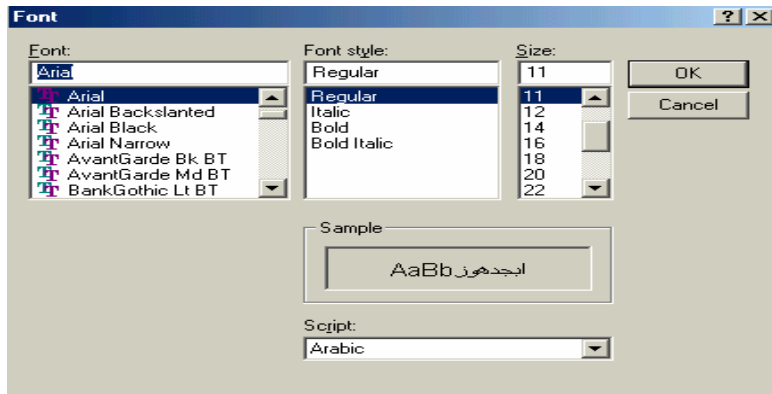 Font
Font:
Arial
Arial
Arial Backslanted
Arial Black
Arial Narrow
AvantGarde Bk BT
AvantGarde Md BT
BankGothic Lt BT
Font style:
Regular
Regular
Italic
Bold
Bold Italic
Size:
11
11
12
14
16
18
20
22
OK
Cancel
Sample
AaBbابجدهوز
Script:
Arabic